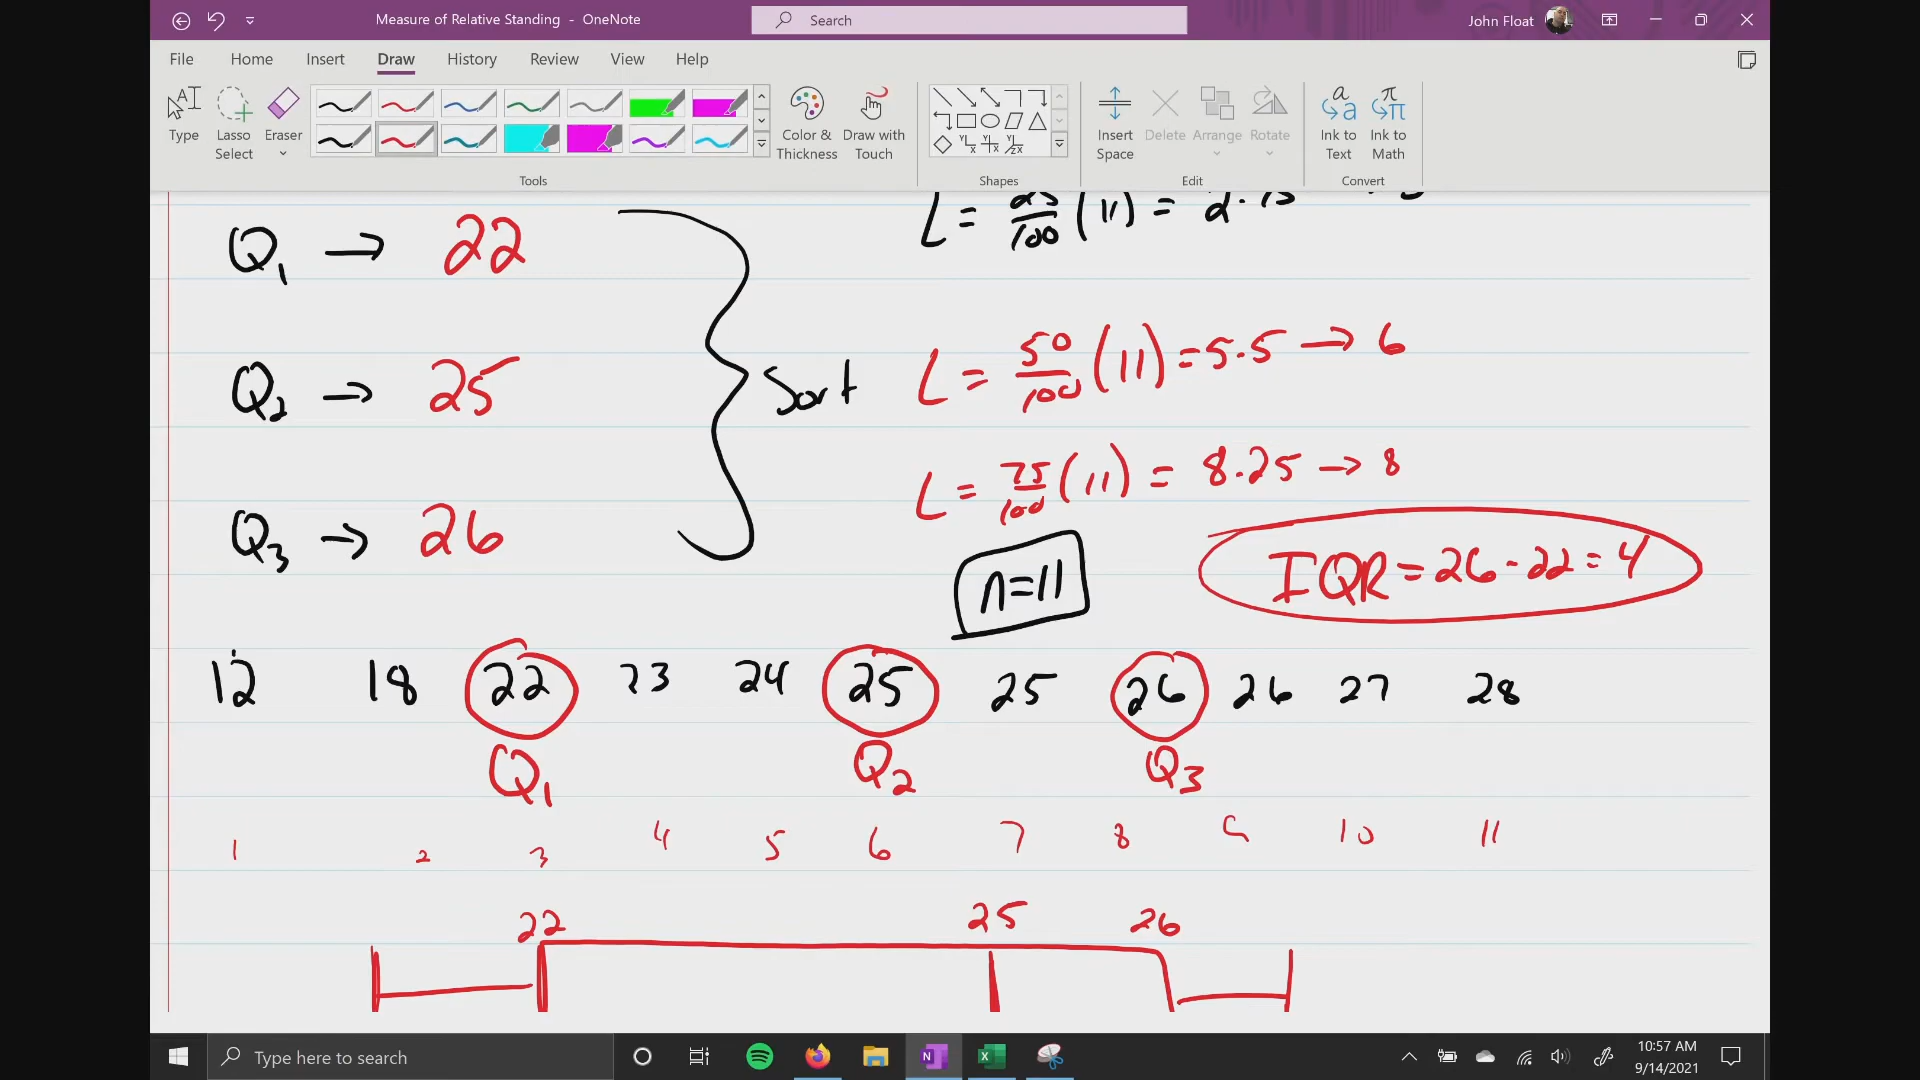 Measure of Relative Standing - OneNote
Search
John Float
File Home Insert Draw History Review View Help
Type
Lasso Select
Eraser
Color & Thickness
Draw with Touch
Insert Space
Delete
Arrange
Rotate
Ink to Text
Ink to Math
Tools
Shapes
Edit
Convert
L = 25/100 (11) = 2.75
Q1 → 22
Q2 → 25
Sort
L = 50/100 (11) = 5.5 → 6
L = 75/100 (11) = 8.25 → 8
Q3 → 26
n=11
IQR = 26 - 22 = 4
12 18 22 23 24 25 25 26 26 27 28
Q1 Q2 Q3
1 2 3 4 5 6 7 8 9 10 11
22 25 26
Type here to search
10:57 AM
9/14/2021